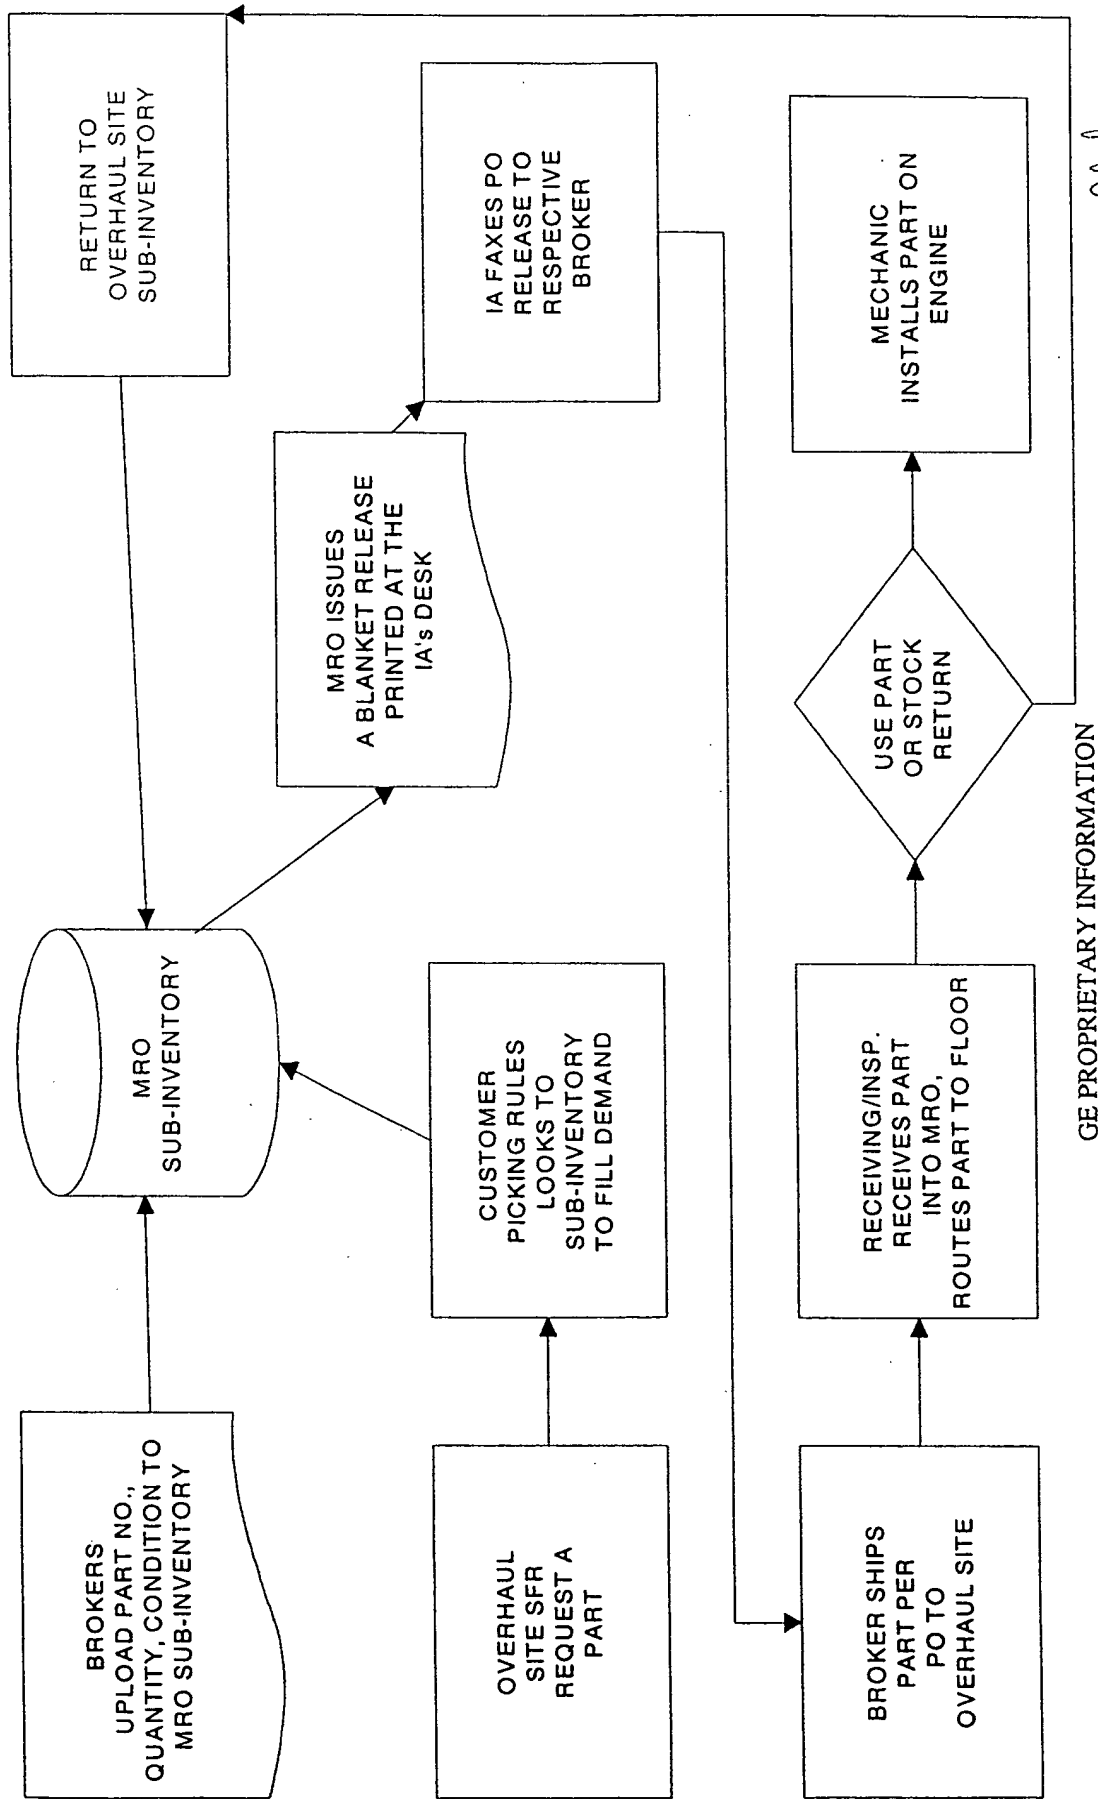 BROKERS
UPLOAD PART NO.,
QUANTITY, CONDITION TO
MRO SUB-INVENTORY
MRO
SUB-INVENTORY
RETURN TO
OVERHAUL SITE
SUB-INVENTORY
MRO ISSUES
A BLANKET RELEASE
PRINTED AT THE
IA's DESK
OVERHAUL
SITE SFR
REQUEST A
PART
CUSTOMER
PICKING RULES
LOOKS TO
SUB-INVENTORY
TO FILL DEMAND
IA FAXES PO
RELEASE TO
RESPECTIVE
BROKER
BROKER SHIPS
PART PER
PO TO
OVERHAUL SITE
RECEIVING/INSP.
RECEIVES PART
INTO MRO,
ROUTES PART TO FLOOR
USE PART
OR STOCK
RETURN
MECHANIC
INSTALLS PART ON
ENGINE
GE PROPRIETARY INFORMATION